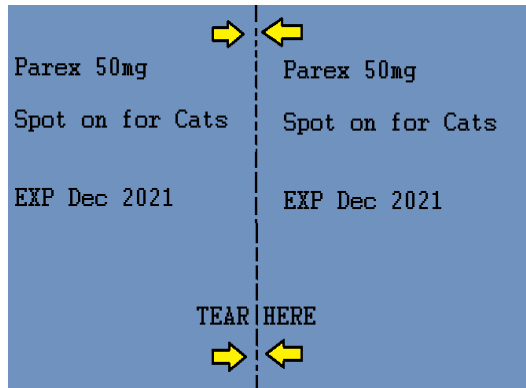 Parex 50mg
Spot on for Cats
EXP Dec 2021
Parex 50mg
Spot on for Cats
EXP Dec 2021
TEAR HERE